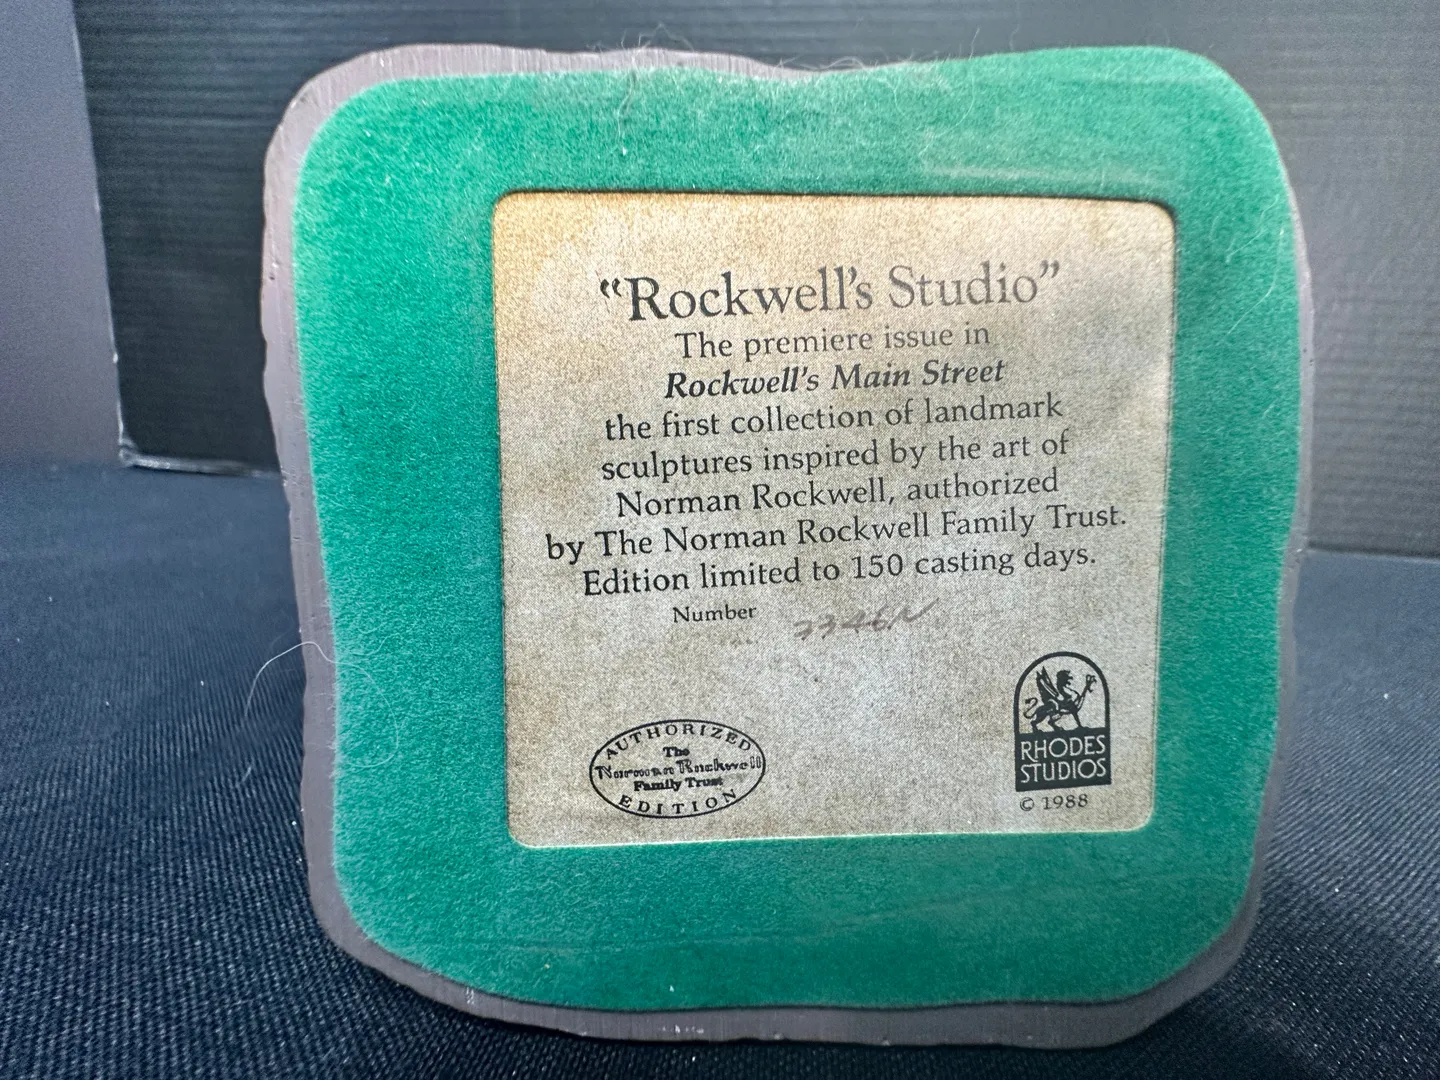 “Rockwell’s Studio”
The premiere issue in
Rockwell's Main Street
the first collection of landmark
sculptures inspired by the art of
Norman Rockwell, authorized
by The Norman Rockwell Family Trust.
Edition limited to 150 casting days.
Number
AUTHORIZED
The
Norman Rockwell
Family Trust
EDITION
RHODES
STUDIOS
© 1988